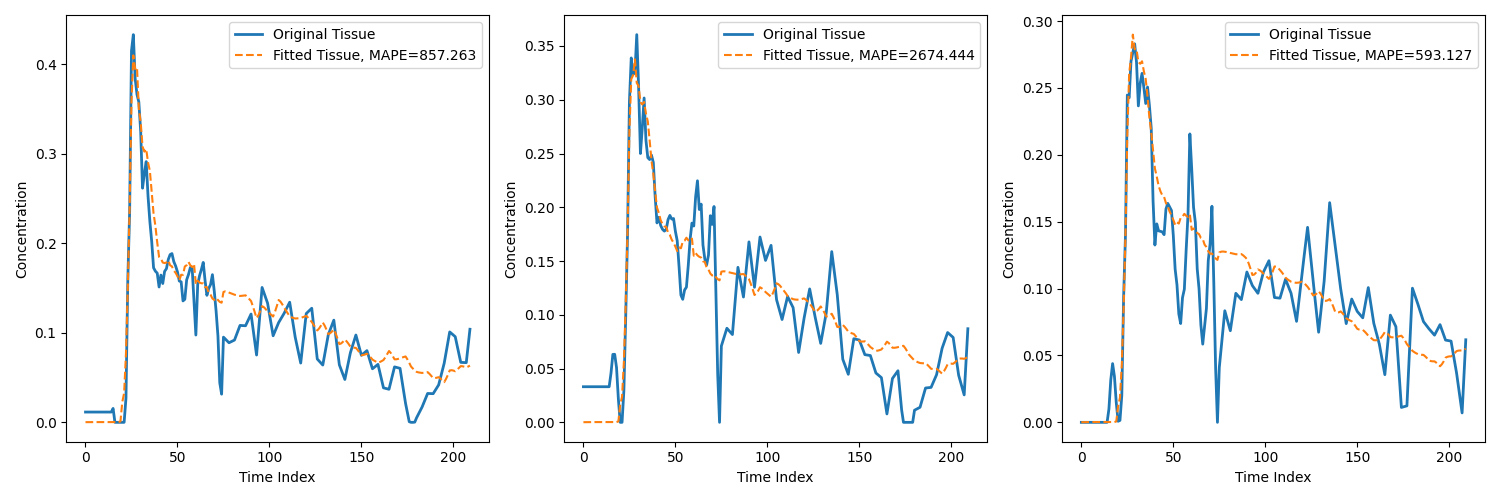 Original Tissue
Fitted Tissue, MAPE=857.263
Concentration
0.4
0.3
0.2
0.1
0.0
0
50
100
150
200
Time Index
Original Tissue
Fitted Tissue, MAPE=2674.444
Concentration
0.35
0.30
0.25
0.20
0.15
0.10
0.05
0.00
0
50
100
150
200
Time Index
Original Tissue
Fitted Tissue, MAPE=593.127
Concentration
0.30
0.25
0.20
0.15
0.10
0.05
0.00
0
50
100
150
200
Time Index